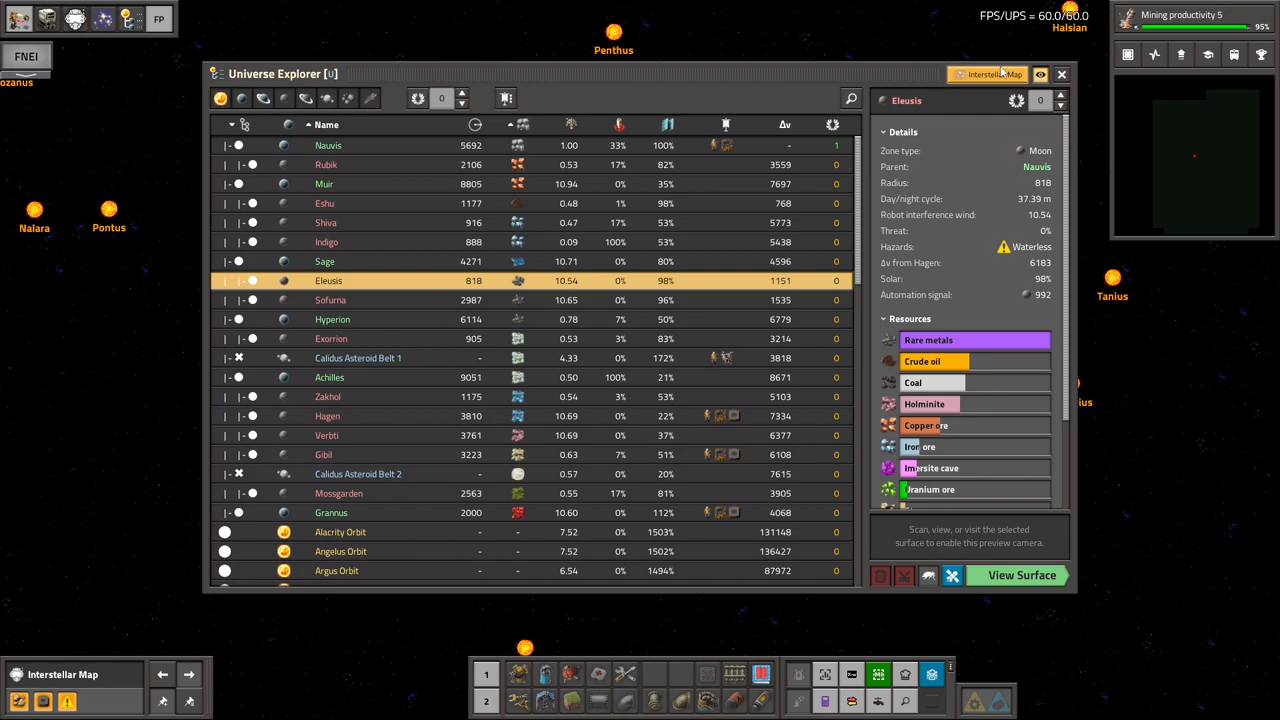 FP
FPS/UPS = 60.0/60.0
Halsian
Mining productivity 5
95%
FNEI
ozanus
Penthus
Universe Explorer [U]
Interstellar Map
0
Eleusis 0
Name Δv
Nauvis 5692 1.00 33% 100% - 1
Rubik 2106 0.53 17% 82% 3559 0
Muir 8805 10.94 0% 35% 7697 0
Eshu 1177 0.48 1% 98% 768 0
Shiva 916 0.47 17% 53% 5773 0
Indigo 888 0.09 100% 53% 5438 0
Sage 4271 10.71 0% 80% 4596 0
Eleusis 818 10.54 0% 98% 1151 0
Sofurna 2987 10.65 0% 96% 1535 0
Hyperion 6114 0.78 7% 50% 6779 0
Exorrion 905 0.53 3% 83% 3214 0
Calidus Asteroid Belt 1 - 4.33 0% 172% 3818 0
Achilles 9051 0.50 100% 21% 8671 0
Zakhol 1175 0.54 3% 53% 5103 0
Hagen 3810 10.69 0% 22% 7334 0
Verbti 3761 10.69 0% 37% 6377 0
Gibil 3223 0.63 7% 51% 6108 0
Calidus Asteroid Belt 2 - 0.57 0% 20% 7615 0
Mossgarden 2563 0.55 17% 81% 3905 0
Grannus 2000 10.60 0% 112% 4068 0
Alacrity Orbit - - 7.52 0% 1503% 131148 0
Angelus Orbit - - 7.52 0% 1502% 136427 0
Argus Orbit - - 6.54 0% 1494% 87972 0
Details
Zone type: Moon
Parent: Nauvis
Radius: 818
Day/night cycle: 37.39 m
Robot interference wind: 10.54
Threat: 0%
Hazards: Waterless
Δv from Hagen: 6183
Solar: 98%
Automation signal: 992
Resources
Rare metals
Crude oil
Coal
Holminite
Copper ore
Iron ore
Imersite cave
Uranium ore
Scan, view, or visit the selected
surface to enable this preview camera.
View Surface
Nalara
Pontus
Tanius
ius
Interstellar Map
1
2